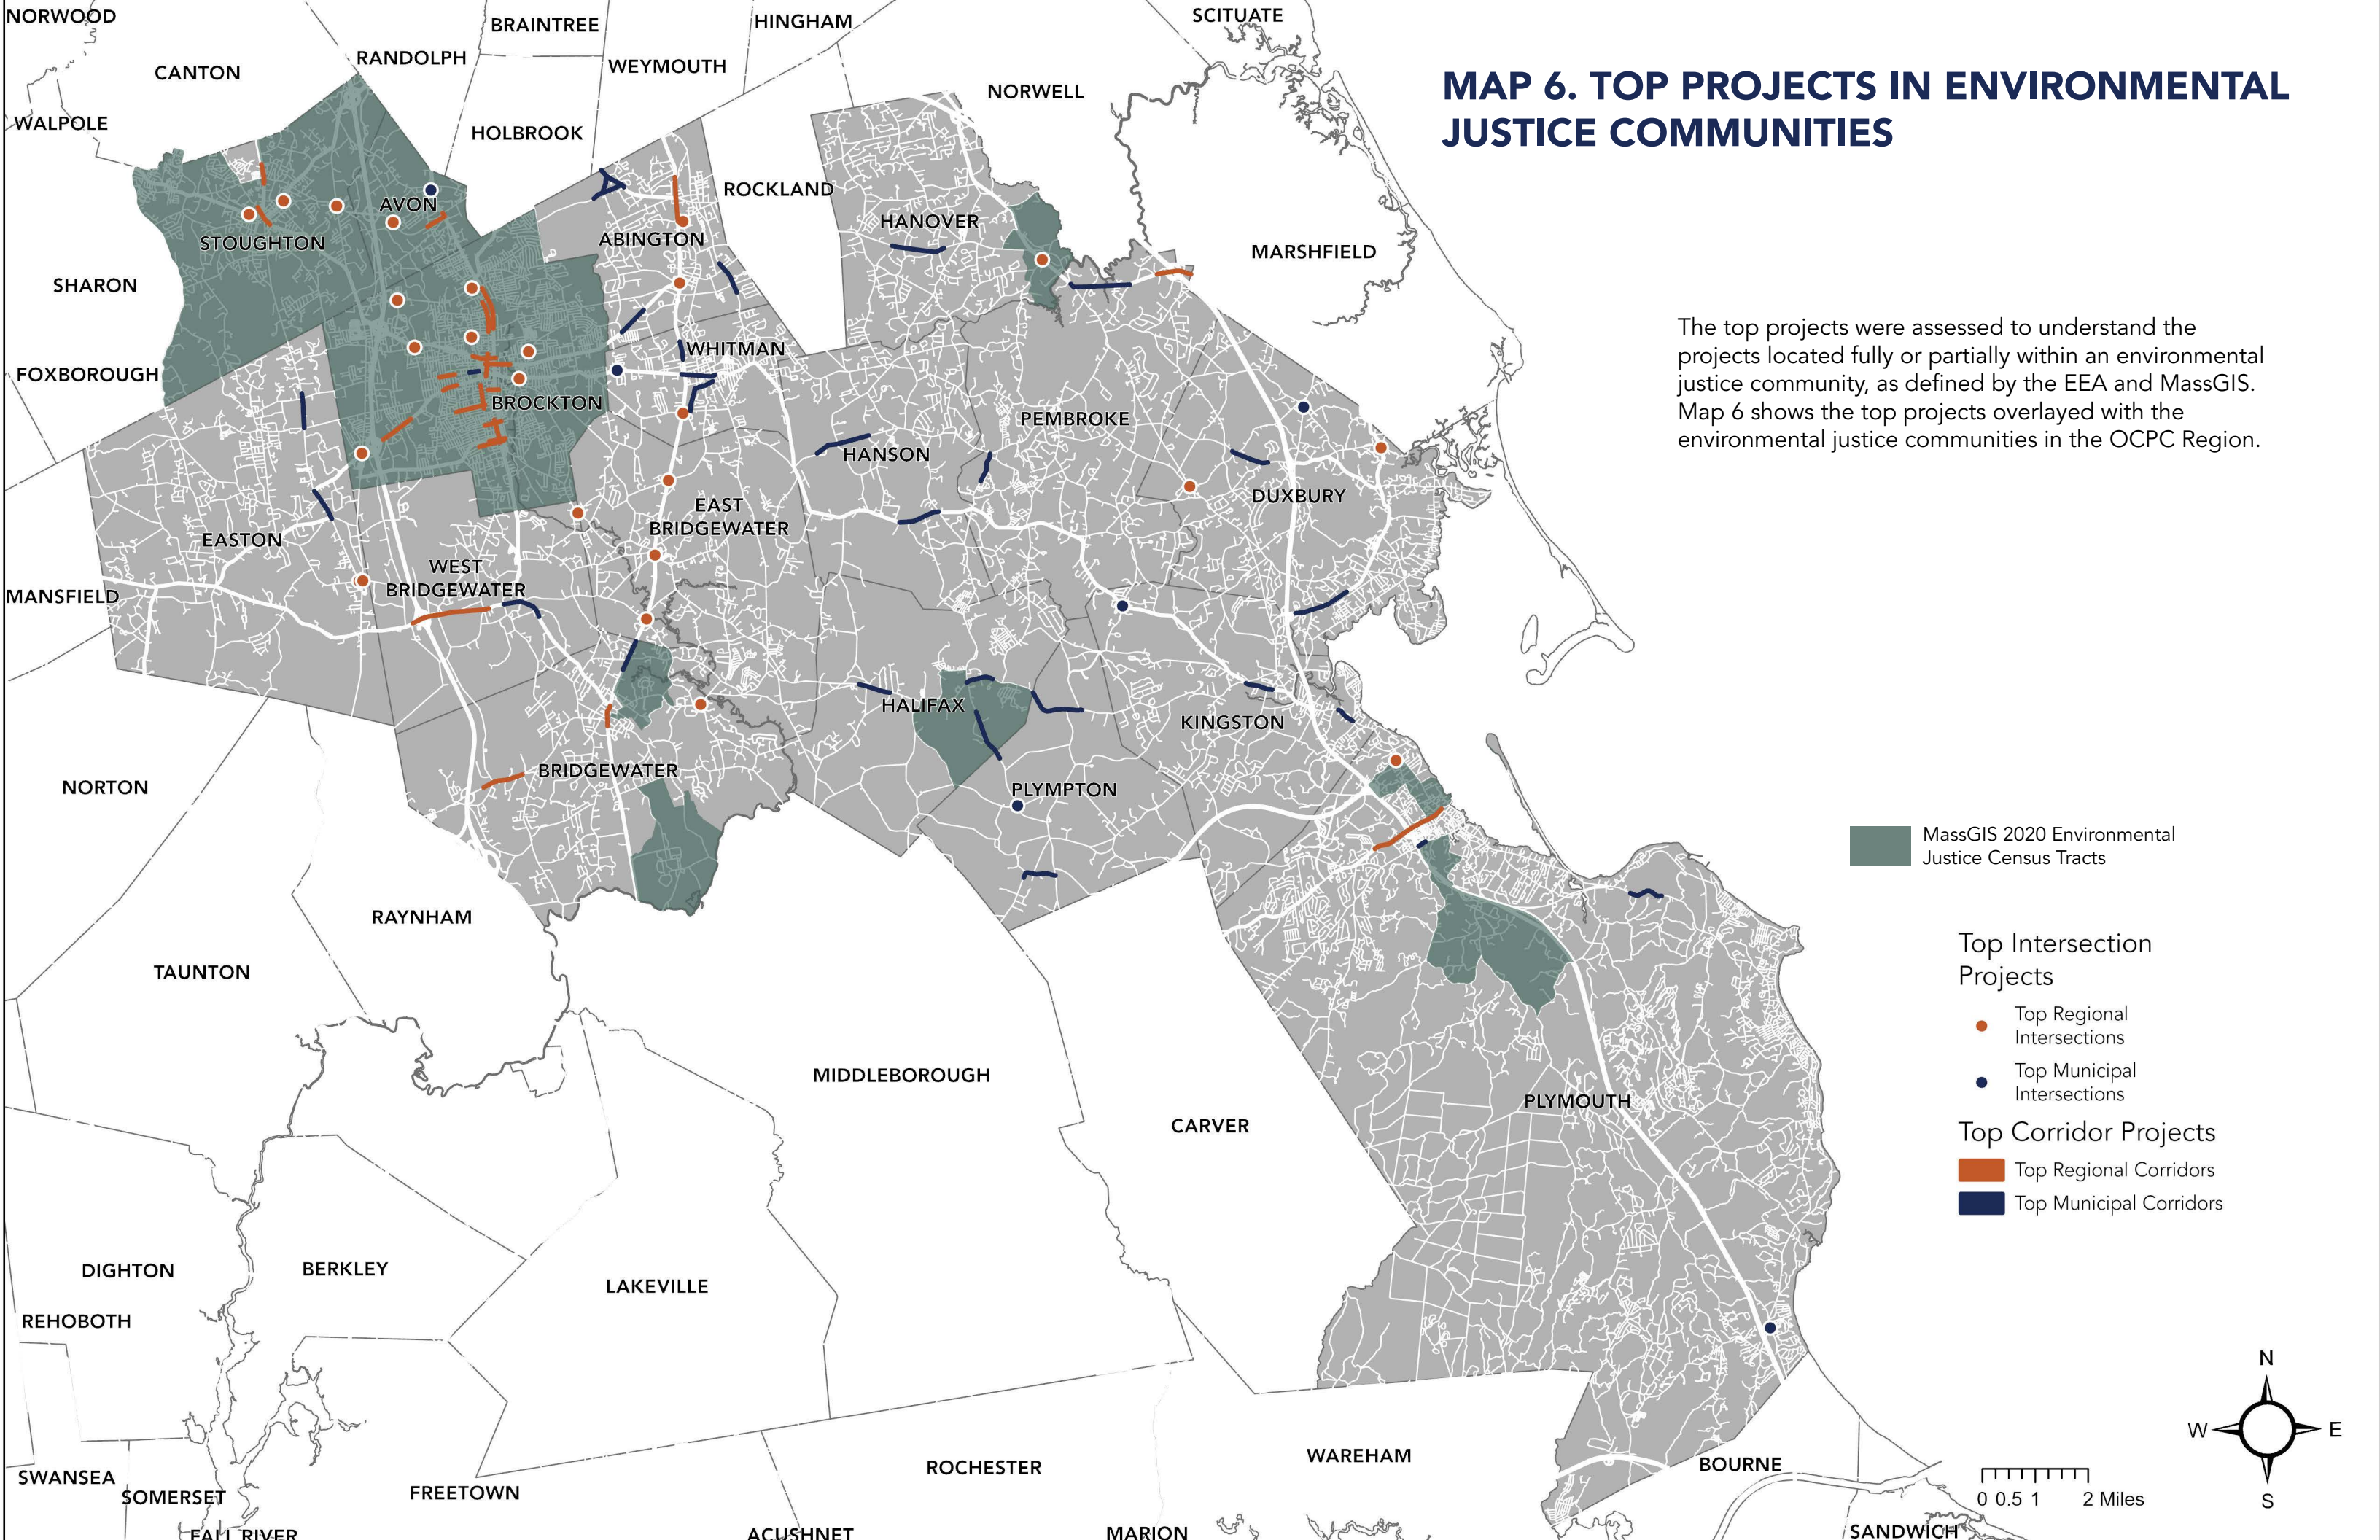 NORWOOD
BRAINTREE
HINGHAM
SCITUATE
CANTON
RANDOLPH
WEYMOUTH
NORWELL
MAP 6. TOP PROJECTS IN ENVIRONMENTAL
JUSTICE COMMUNITIES
WALPOLE
HOLBROOK
ROCKLAND
AVON
HANOVER
STOUGHTON
ABINGTON
MARSHFIELD
SHARON
The top projects were assessed to understand the
projects located fully or partially within an environmental
justice community, as defined by the EEA and MassGIS.
Map 6 shows the top projects overlayed with the
environmental justice communities in the OCPC Region.
WHITMAN
FOXBOROUGH
BROCKTON
PEMBROKE
HANSON
DUXBURY
EAST
BRIDGEWATER
EASTON
WEST
BRIDGEWATER
MANSFIELD
HALIFAX
KINGSTON
BRIDGEWATER
NORTON
PLYMPTON
MassGIS 2020 Environmental
Justice Census Tracts
RAYNHAM
TAUNTON
Top Intersection
Projects
Top Regional
Intersections
Top Municipal
Intersections
Top Corridor Projects
Top Regional Corridors
Top Municipal Corridors
MIDDLEBOROUGH
PLYMOUTH
CARVER
DIGHTON
BERKLEY
LAKEVILLE
REHOBOTH
N
W
E
S
WAREHAM
BOURNE
ROCHESTER
SWANSEA
SOMERSET
FREETOWN
0 0.5 1 2 Miles
FALL RIVER
ACUSHNET
MARION
SANDWICH